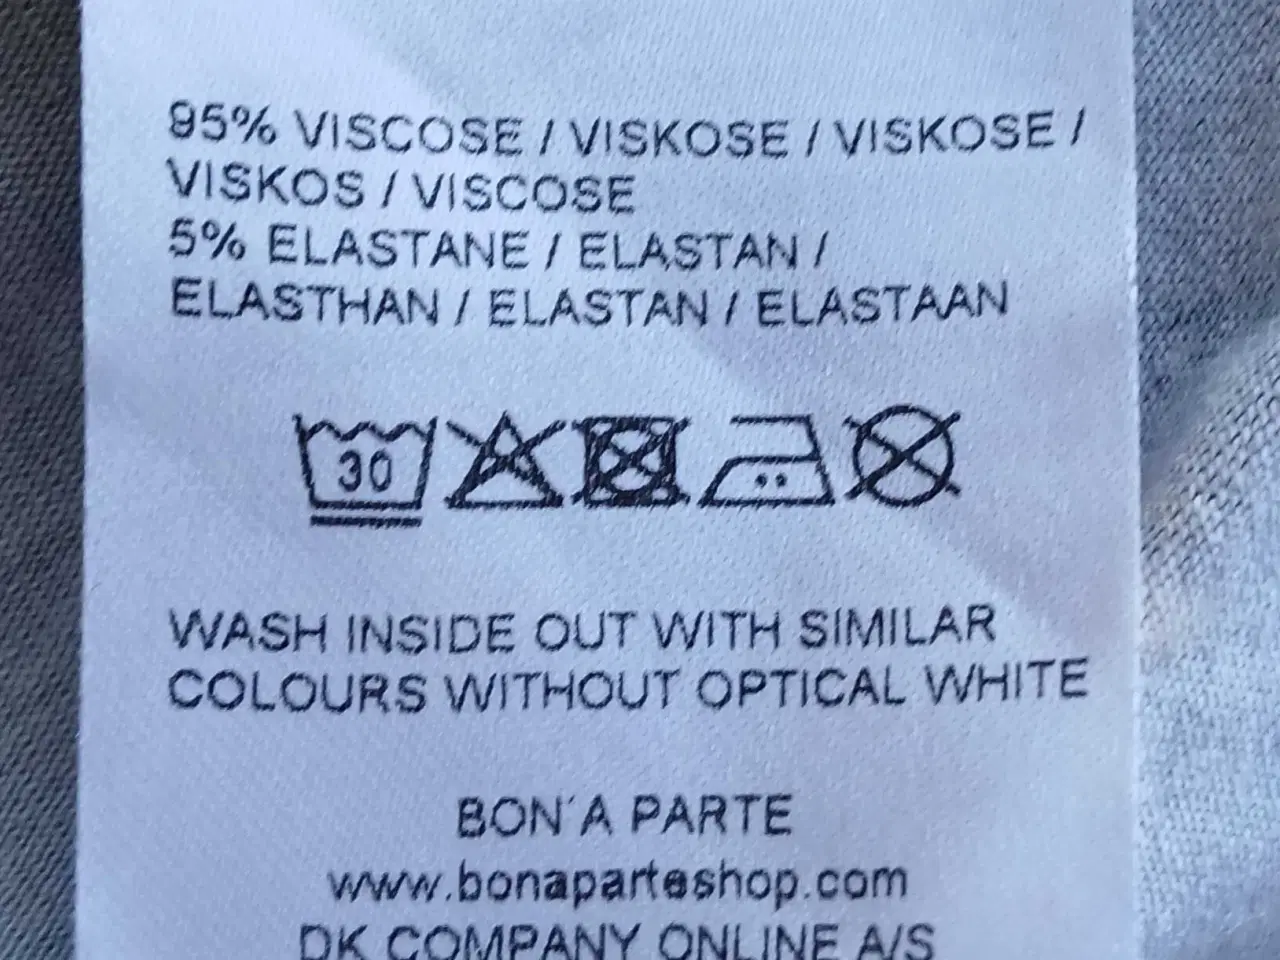 95% VISCOSE / VISKOSE / VISKOSE /
VISKOS / VISCOSE
5% ELASTANE / ELASTAN /
ELASTHAN / ELASTAN / ELASTAAN
30
WASH INSIDE OUT WITH SIMILAR
COLOURS WITHOUT OPTICAL WHITE
BON´A PARTE
www.bonaparteshop.com
DK COMPANY ONLINE A/S